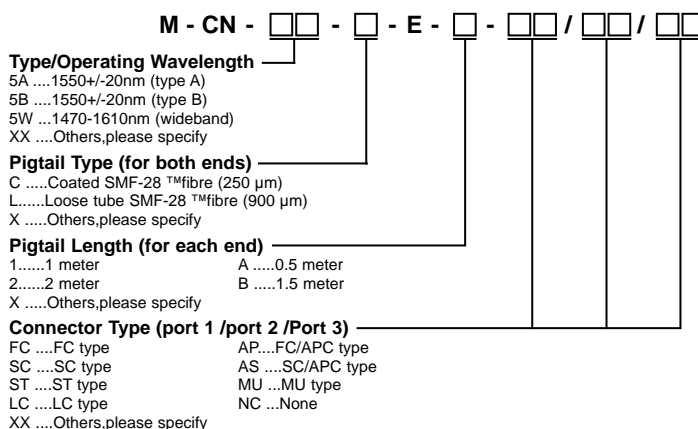 M - CN - □□ - □ - E - □ - □□ / □□ / □□
Type/Operating Wavelength
5A ....1550+/-20nm (type A)
5B ....1550+/-20nm (type B)
5W ...1470-1610nm (wideband)
XX ....Others,please specify
Pigtail Type (for both ends)
C .....Coated SMF-28 ™fibre (250 µm)
L......Loose tube SMF-28 ™fibre (900 µm)
X .....Others,please specify
Pigtail Length (for each end)
1......1 meter A .....0.5 meter
2......2 meter B .....1.5 meter
X .....Others,please specify
Connector Type (port 1 /port 2 /Port 3)
FC ....FC type AP....FC/APC type
SC ....SC type AS ....SC/APC type
ST ....ST type MU ...MU type
LC ....LC type NC ...None
XX ....Others,please specify